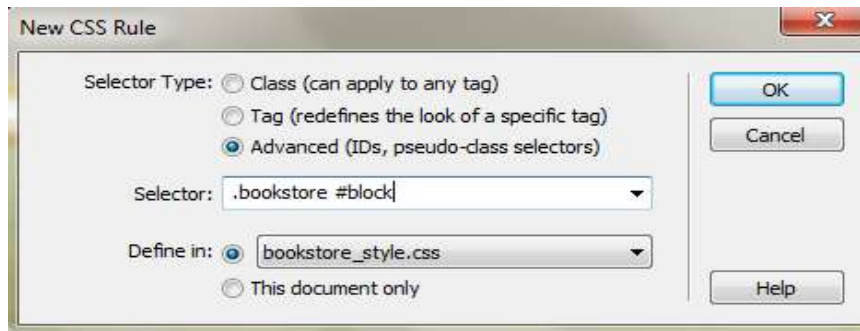 New CSS Rule
Selector Type: Class (can apply to any tag)
Tag (redefines the look of a specific tag)
Advanced (IDs, pseudo-class selectors)
Selector: .bookstore #block
Define in: bookstore_style.css
This document only
OK
Cancel
Help